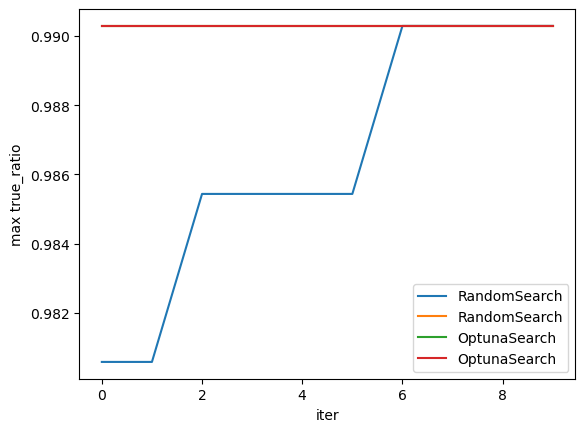 max true_ratio
0.990
0.988
0.986
0.984
0.982
0
2
4
6
8
iter
RandomSearch
RandomSearch
OptunaSearch
OptunaSearch